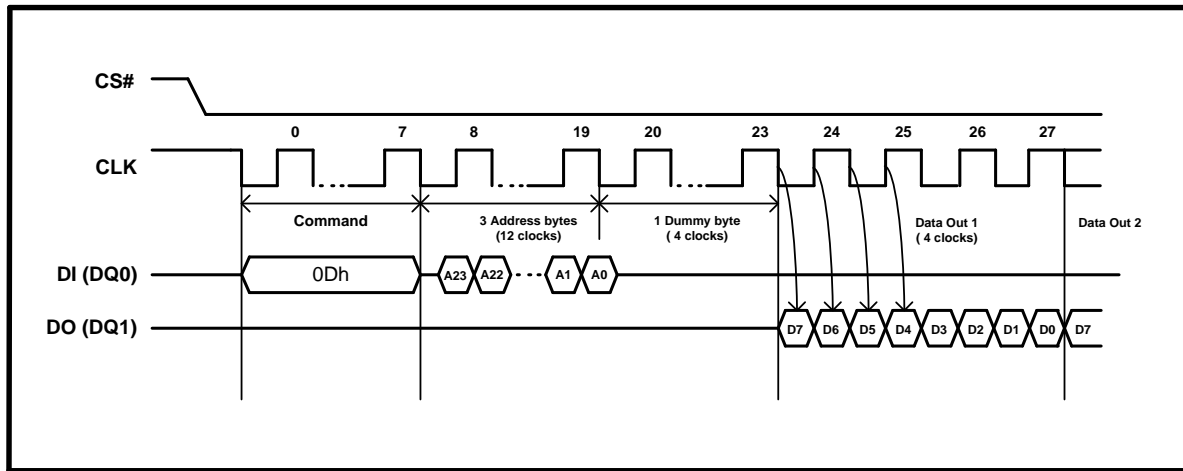 CS#
0 7 8 19 20 23 24 25 26 27
CLK
Command
3 Address bytes
(12 clocks)
1 Dummy byte
( 4 clocks)
Data Out 1
( 4 clocks)
Data Out 2
DI (DQ0)
0Dh
A23 A22 A1 A0
DO (DQ1)
D7 D6 D5 D4 D3 D2 D1 D0 D7